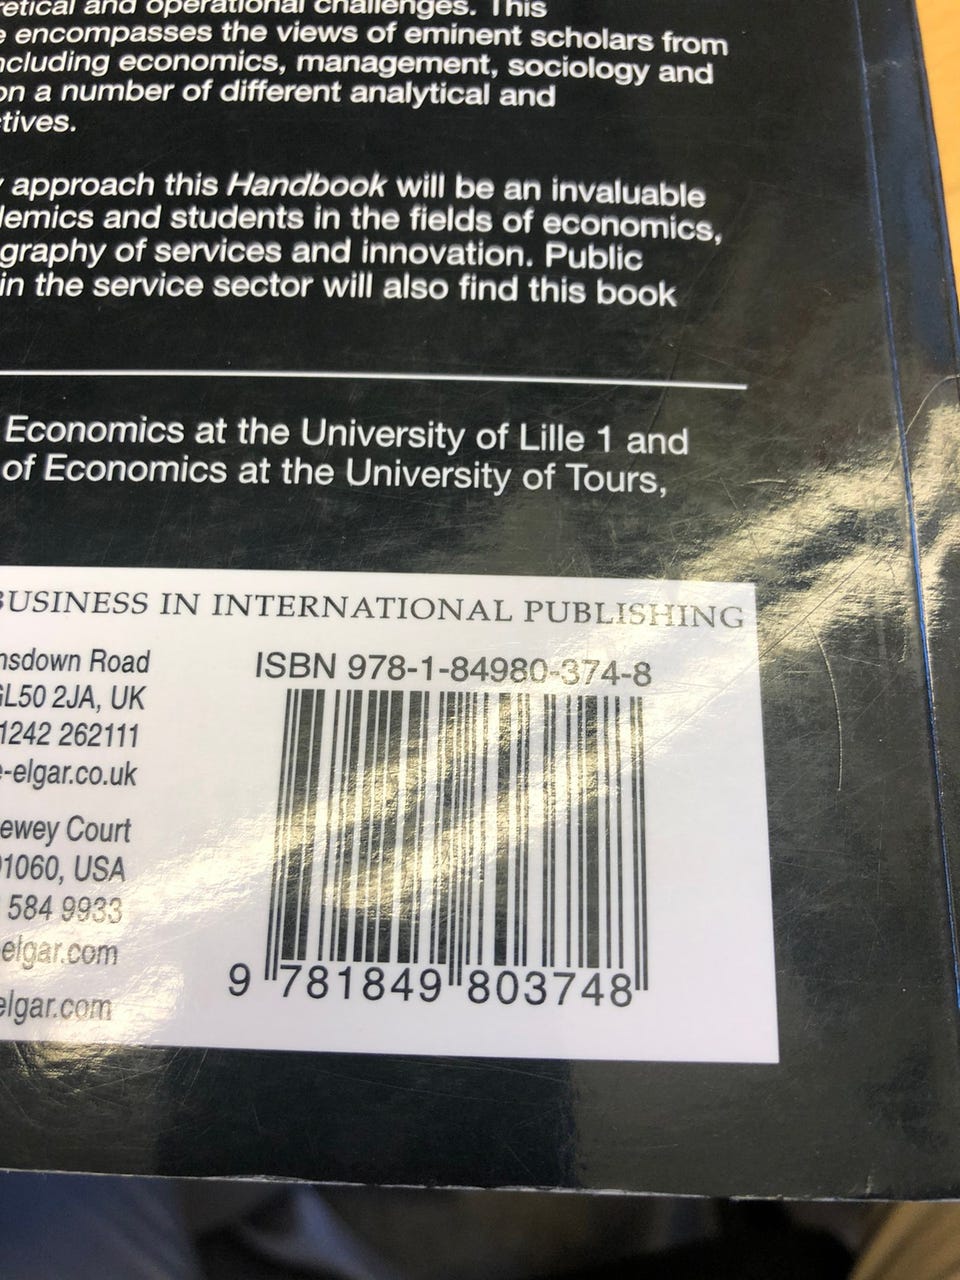 and operational challenges. This
encompasses the views of eminent scholars from
including economics, management, sociology and
on a number of different analytical and
tives.
approach this Handbook will be an invaluable
demics and students in the fields of economics,
graphy of services and innovation. Public
in the service sector will also find this book
Economics at the University of Lille 1 and
of Economics at the University of Tours,
BUSINESS IN INTERNATIONAL PUBLISHING
nsdown Road
GL50 2JA, UK
1242 262111
e-elgar.co.uk
ewey Court
01060, USA
584 9933
elgar.com
elgar.com
ISBN 978-1-84980-374-8
9 781849 803748